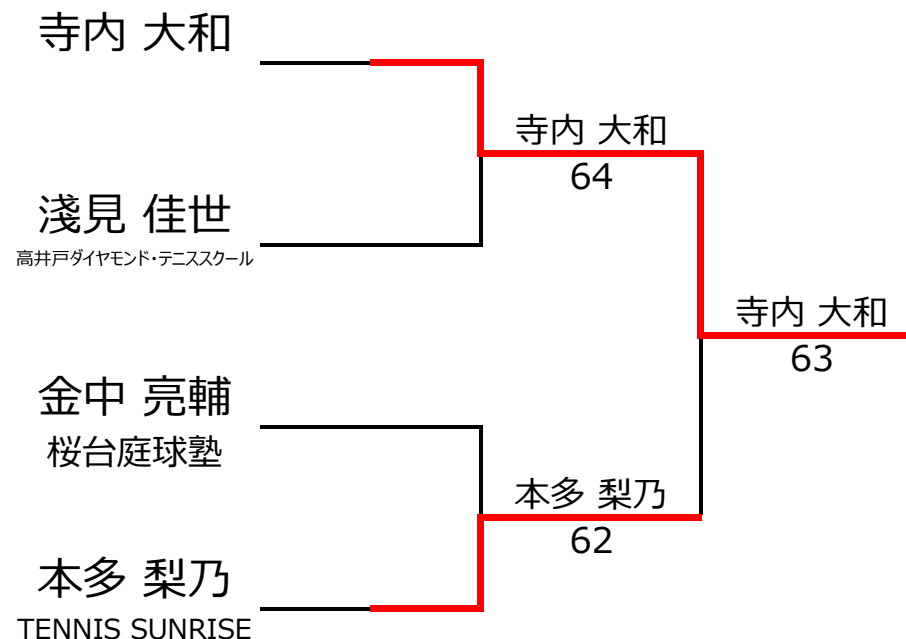 寺内 大和
寺内 大和
64
淺見 佳世
高井戸ダイヤモンド・テニススクール
寺内 大和
63
金中 亮輔
桜台庭球塾
本多 梨乃
62
本多 梨乃
TENNIS SUNRISE